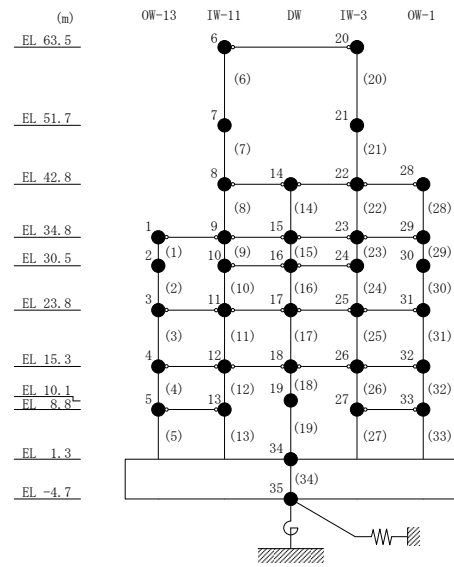 (m) OW-13 IW-11 DW IW-3 OW-1
EL 63.5 6 20
(6) (20)
EL 51.7 7 21
(7) (21)
EL 42.8 8 14 22 28
(8) (14) (22) (28)
EL 34.8 1 9 15 23 29
(1) (9) (15) (23) (29)
EL 30.5 2 10 16 24 30
(2) (10) (16) (24) (30)
EL 23.8 3 11 17 25 31
(3) (11) (17) (25) (31)
EL 15.3 4 12 18 26 32
(4) (12) (18) (26) (32)
EL 10.1 19
EL 8.8 5 13 27 33
(5) (13) (19) (27) (33)
EL 1.3 34
(34)
EL -4.7 35